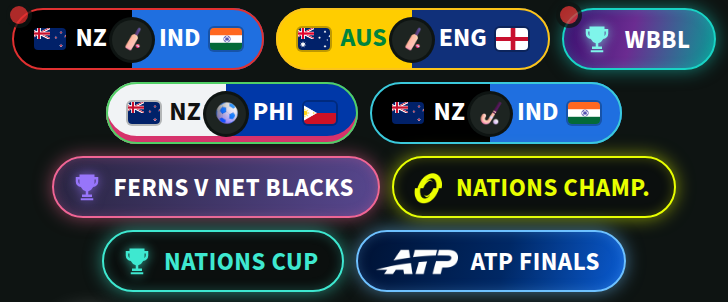 NZ IND AUS ENG WBBL
NZ PHI NZ IND
FERNS V NET BLACKS NATIONS CHAMP.
NATIONS CUP ATP ATP FINALS